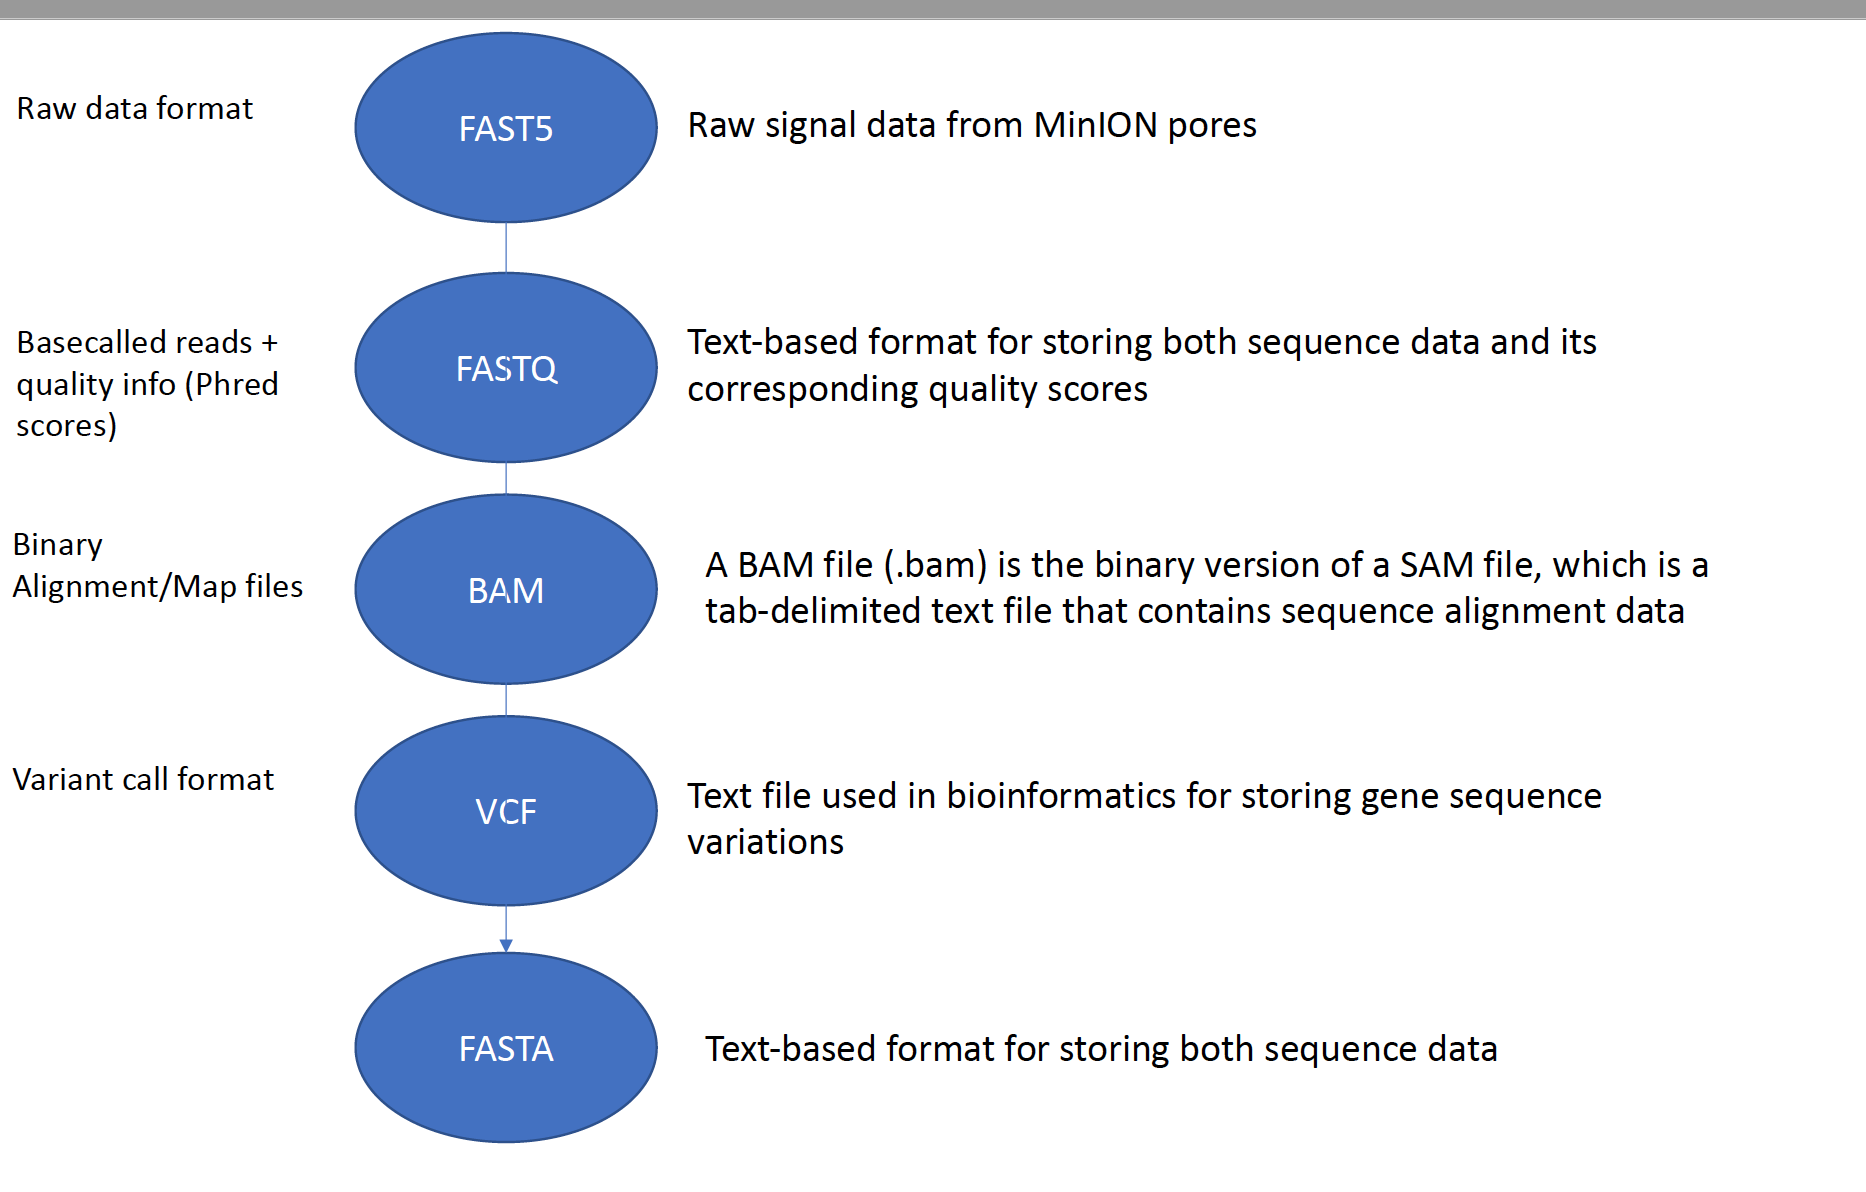 Raw data format
FAST5
Raw signal data from MinION pores
Basecalled reads +
quality info (Phred
scores)
FASTQ
Text-based format for storing both sequence data and its
corresponding quality scores
Binary
Alignment/Map files
BAM
A BAM file (.bam) is the binary version of a SAM file, which is a
tab-delimited text file that contains sequence alignment data
Variant call format
VCF
Text file used in bioinformatics for storing gene sequence
variations
FASTA
Text-based format for storing both sequence data